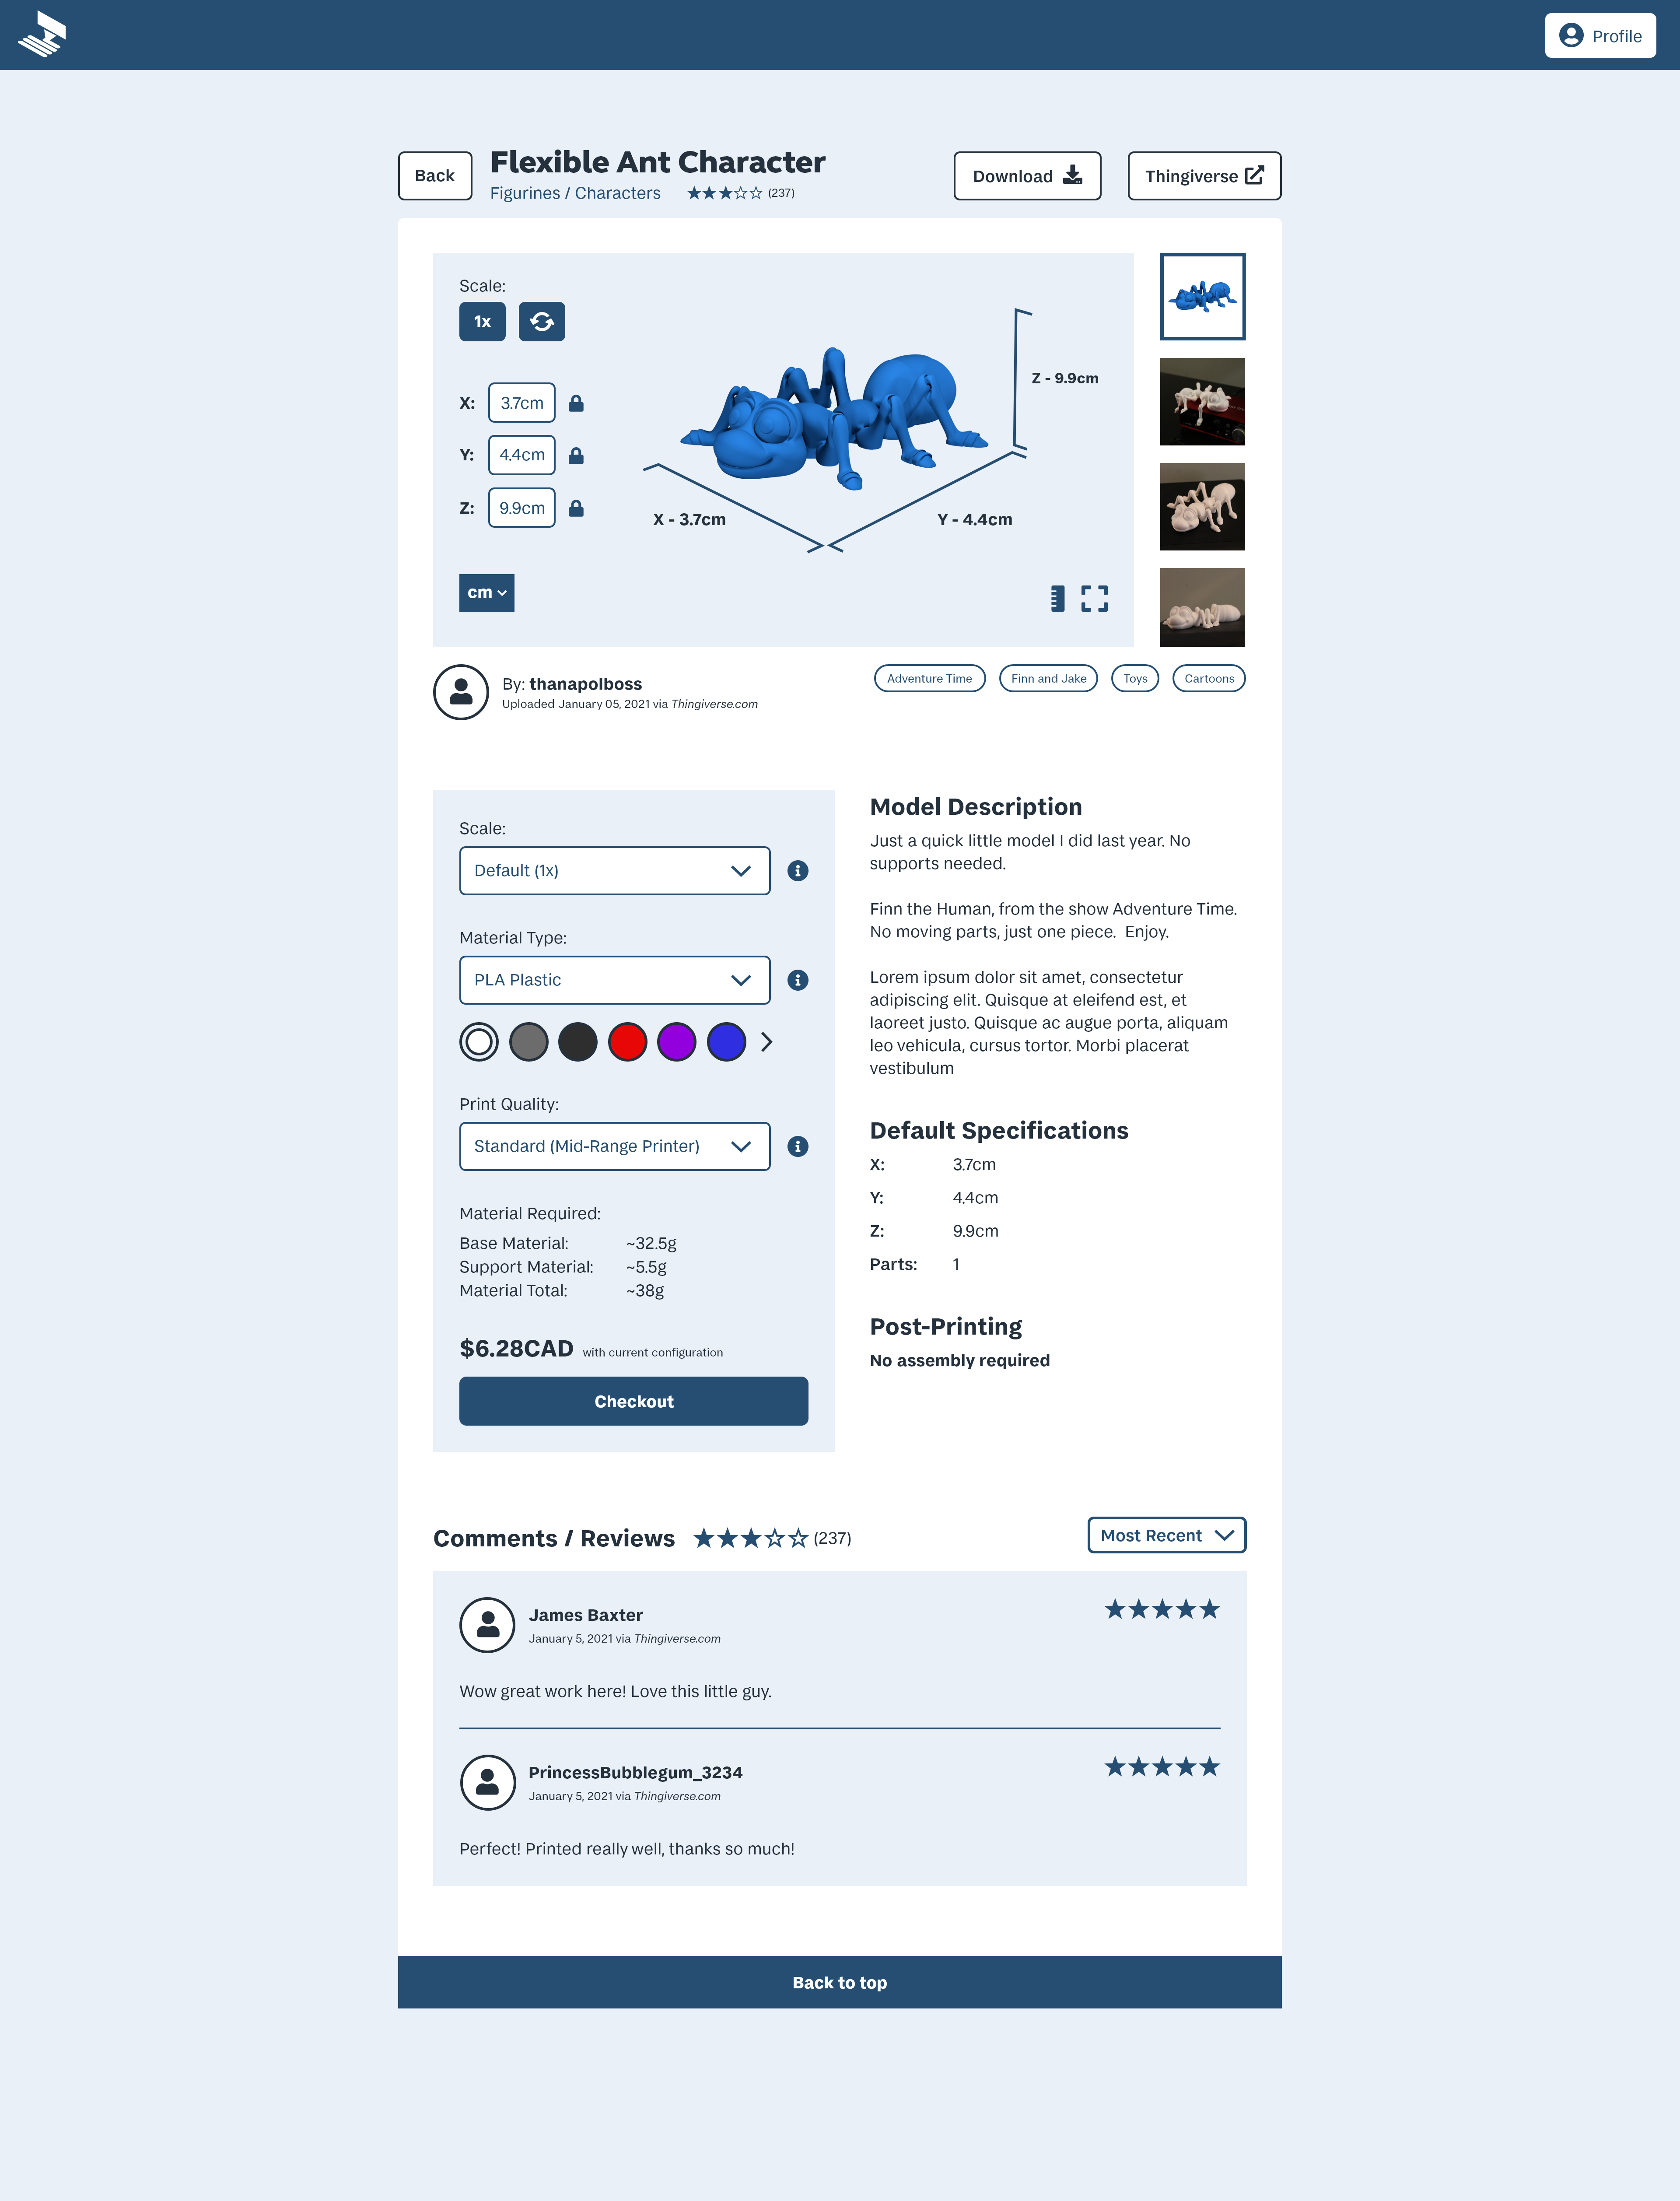 Profile
Back
Flexible Ant Character
Figurines / Characters (237)
Download
Thingiverse
Scale:
1x
X: 3.7cm
Y: 4.4cm
Z: 9.9cm
cm
Z - 9.9cm
X - 3.7cm
Y - 4.4cm
By: thanapolboss
Uploaded January 05, 2021 via Thingiverse.com
Adventure Time
Finn and Jake
Toys
Cartoons
Scale:
Default (1x)
Material Type:
PLA Plastic
Print Quality:
Standard (Mid-Range Printer)
Material Required:
Base Material: ~32.5g
Support Material: ~5.5g
Material Total: ~38g
$6.28CAD with current configuration
Checkout
Model Description
Just a quick little model I did last year. No
supports needed.
Finn the Human, from the show Adventure Time.
No moving parts, just one piece.  Enjoy.
Lorem ipsum dolor sit amet, consectetur
adipiscing elit. Quisque at eleifend est, et
laoreet justo. Quisque ac augue porta, aliquam
leo vehicula, cursus tortor. Morbi placerat
vestibulum
Default Specifications
X: 3.7cm
Y: 4.4cm
Z: 9.9cm
Parts: 1
Post-Printing
No assembly required
Comments / Reviews (237)
Most Recent
James Baxter
January 5, 2021 via Thingiverse.com
Wow great work here! Love this little guy.
PrincessBubblegum_3234
January 5, 2021 via Thingiverse.com
Perfect! Printed really well, thanks so much!
Back to top